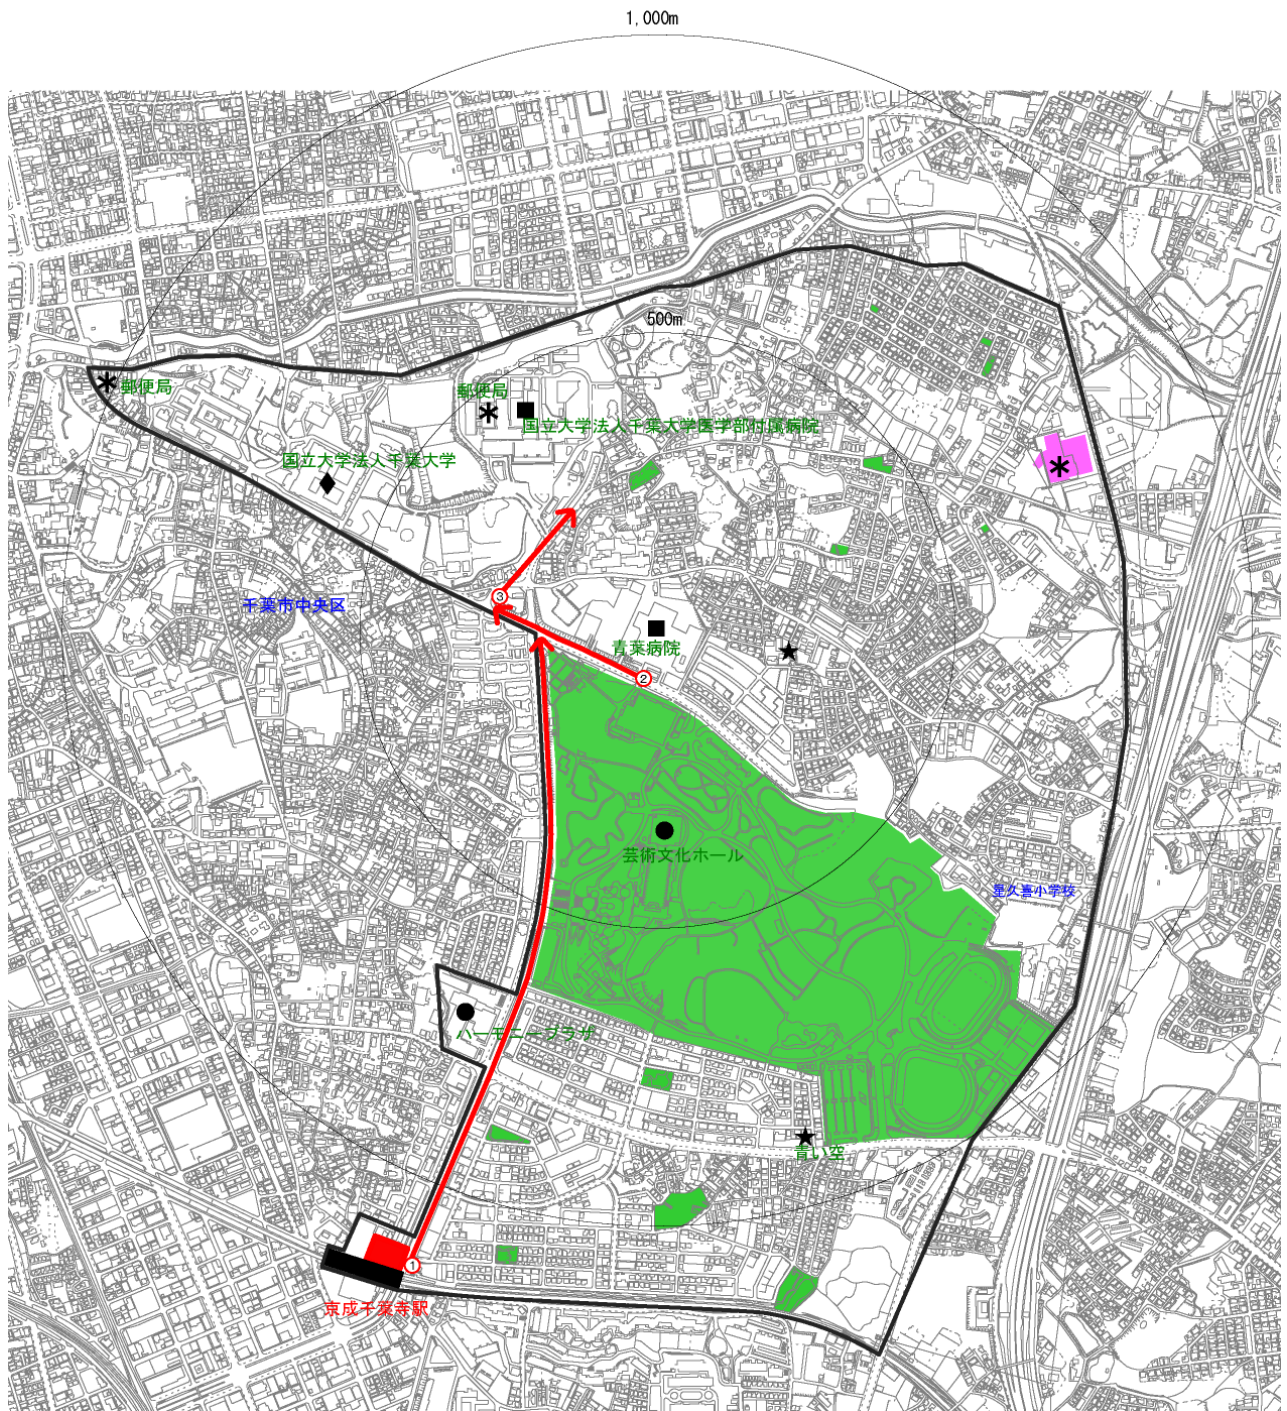 1,000m
500m
郵便局
郵便局
国立大学法人千葉大学医学部付属病院
国立大学法人千葉大学
③
千葉市中央区
青葉病院
②
芸術文化ホール
星久喜小学校
ハーモニープラザ
青い空
①
京成千葉寺駅